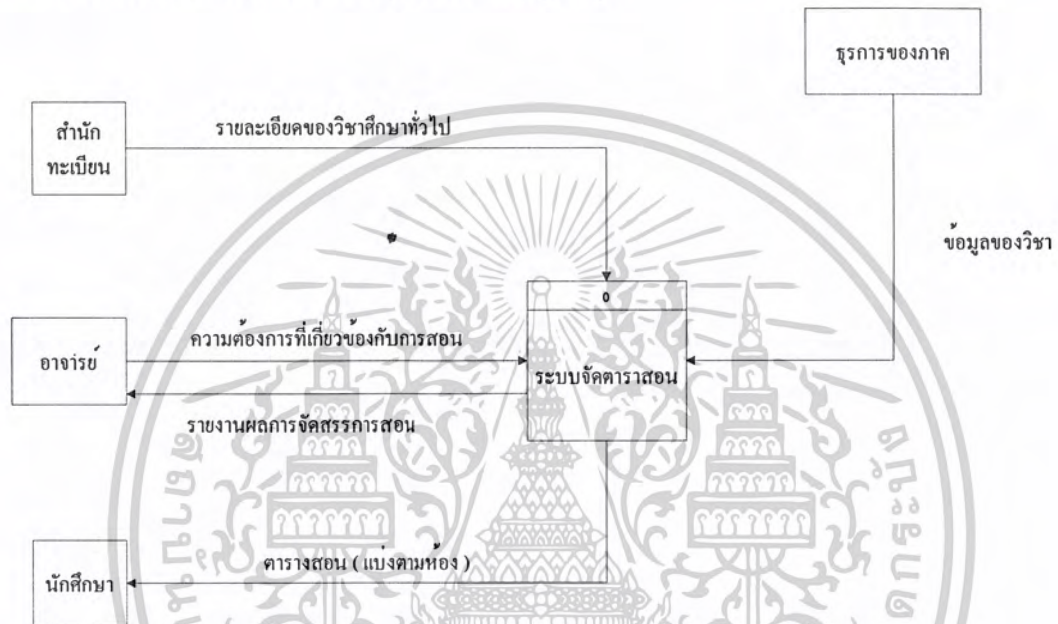 ธุรการของภาค
สำนัก
ทะเบียน
รายละเอียดของวิชาศึกษาทั่วไป
ข้อมูลของวิชา
0
อาจารย์
ความต้องการที่เกี่ยวข้องกับการสอน
ระบบจัดตาราสอน
รายงานผลการจัดสรรการสอน
นักศึกษา
ตารางสอน ( แบ่งตามห้อง )